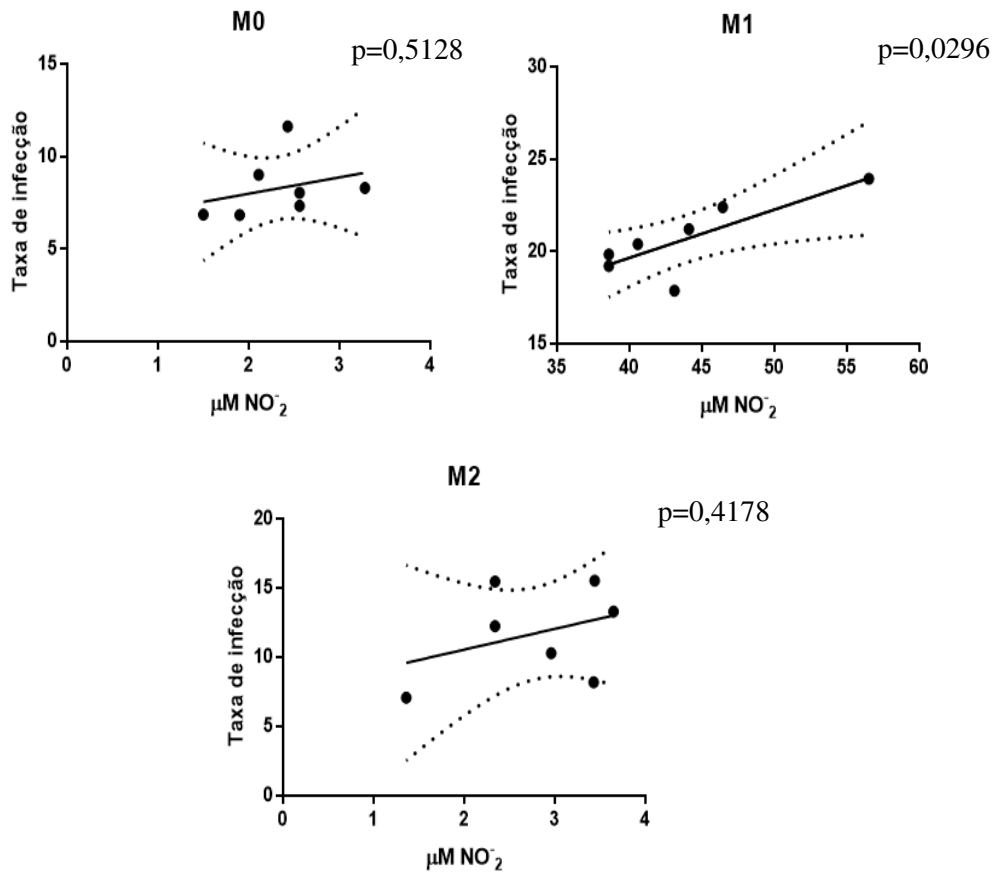 M0
p=0,5128
Taxa de infecção
15
10
5
0
0 1 2 3 4
μM NO⁻₂
M1
p=0,0296
Taxa de infecção
30
25
20
15
35 40 45 50 55 60
μM NO⁻₂
M2
p=0,4178
Taxa de infecção
20
15
10
5
0
0 1 2 3 4
μM NO⁻₂